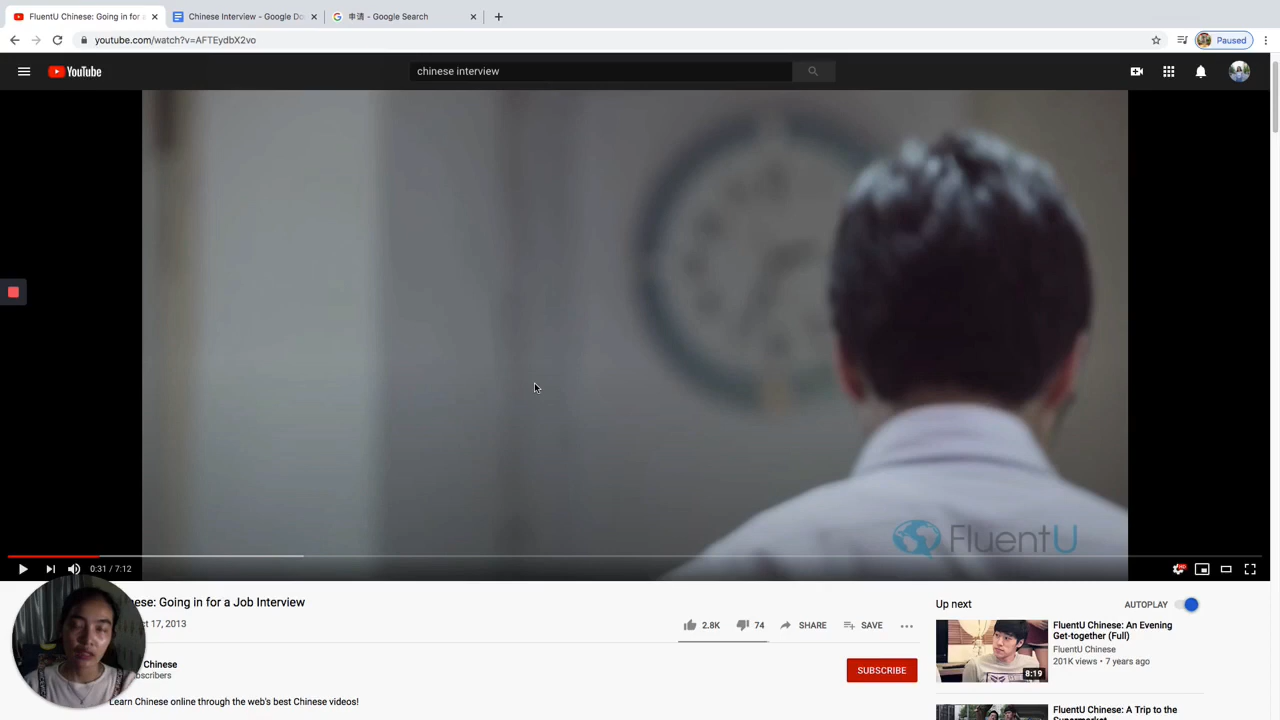 FluentU Chinese: Going in for a
Chinese Interview - Google Do
申请 - Google Search
youtube.com/watch?v=AFTEydbX2vo
Paused
YouTube
chinese interview
FluentU
0:31 / 7:12
HD
ese: Going in for a Job Interview
t 17, 2013
2.8K
74
SHARE
SAVE
Chinese
bscribers
SUBSCRIBE
Learn Chinese online through the web's best Chinese videos!
Up next
AUTOPLAY
FluentU Chinese: An Evening
Get-together (Full)
FluentU Chinese
201K views • 7 years ago
8:19
FluentU Chinese: A Trip to the
Supermarket